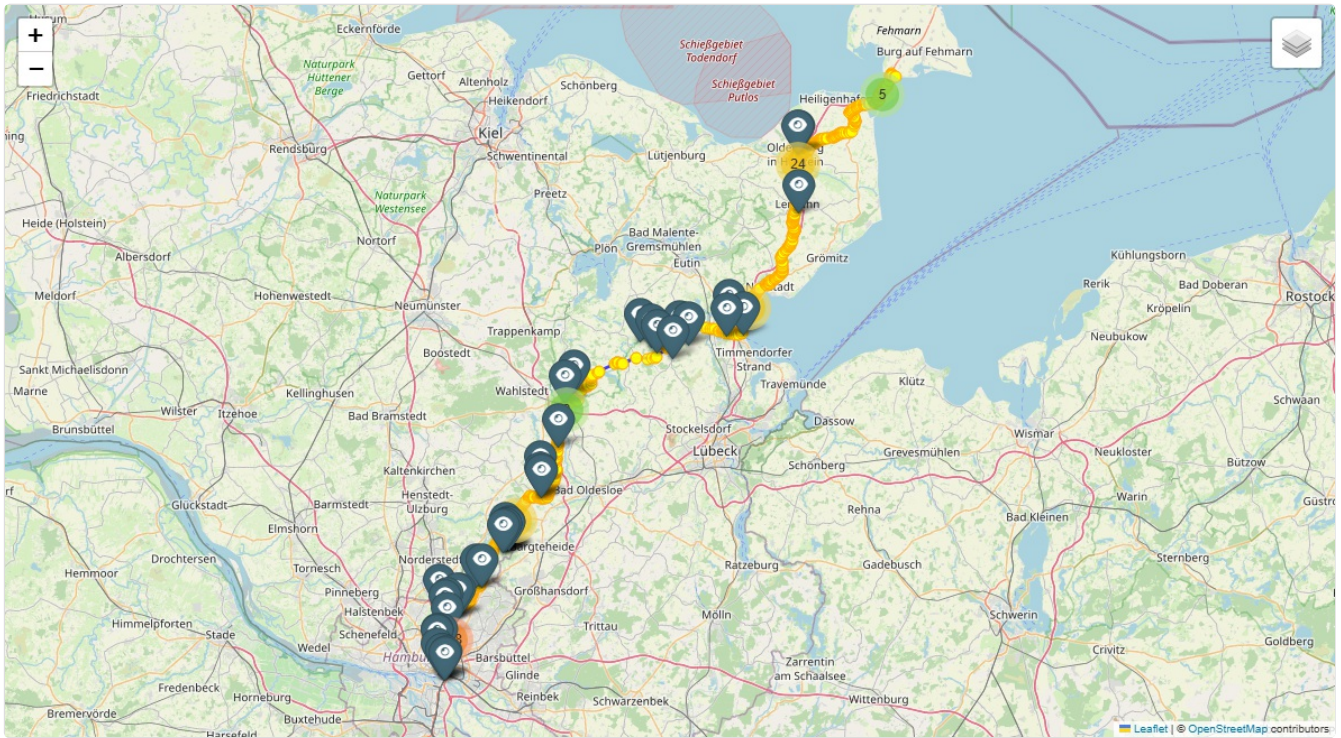 +
−
Eckernförde
Fehmarn
Burg auf Fehmarn
Schießgebiet
Todendorf
Schießgebiet
Putlos
Naturpark
Hüttener
Berge
Gettorf
Altenholz
Heikendorf
Schönberg
Friedrichstadt
5
Kiel
Rendsburg
Schwentinental
Lütjenburg
24
Naturpark
Westensee
Preetz
Heide (Holstein)
Nortorf
Bad Malente-
Gremsmühlen
Plön
Eutin
Grömitz
Albersdorf
Kühlungsborn
Rerik
Bad Doberan
Kröpelin
Rostock
Meldorf
Hohenwestedt
Neumünster
Trappenkamp
Neubukow
Boostedt
Timmendorfer
Strand
Sankt Michaelisdonn
Marne
Kellinghusen
Wahlstedt
Travemünde
Klütz
Schwaan
Wilster
Itzehoe
Bad Bramstedt
Brunsbüttel
Stockelsdorf
Dassow
Wismar
Lübeck
Grevesmühlen
Neukloster
Schönberg
Bützow
Kaltenkirchen
Henstedt-
Ulzburg
Bad Oldesloe
Glückstadt
Barmstedt
Warin
Rehna
Bad Kleinen
Elmshorn
Drochtersen
Tornesch
Ratzeburg
Gadebusch
Sternberg
Hemmoor
Pinneberg
Großhansdorf
Halstenbek
Mölln
Schwerin
Himmelpforten
Stade
Schenefeld
Trittau
Wedel
Goldberg
Crivitz
Barsbüttel
Zarrentin
am Schaalsee
Glinde
Fredenbeck
Horneburg
Reinbek
Schwarzenbek
Wittenburg
Bremervörde
Buxtehude
Harsefeld
Leaflet | © OpenStreetMap contributors